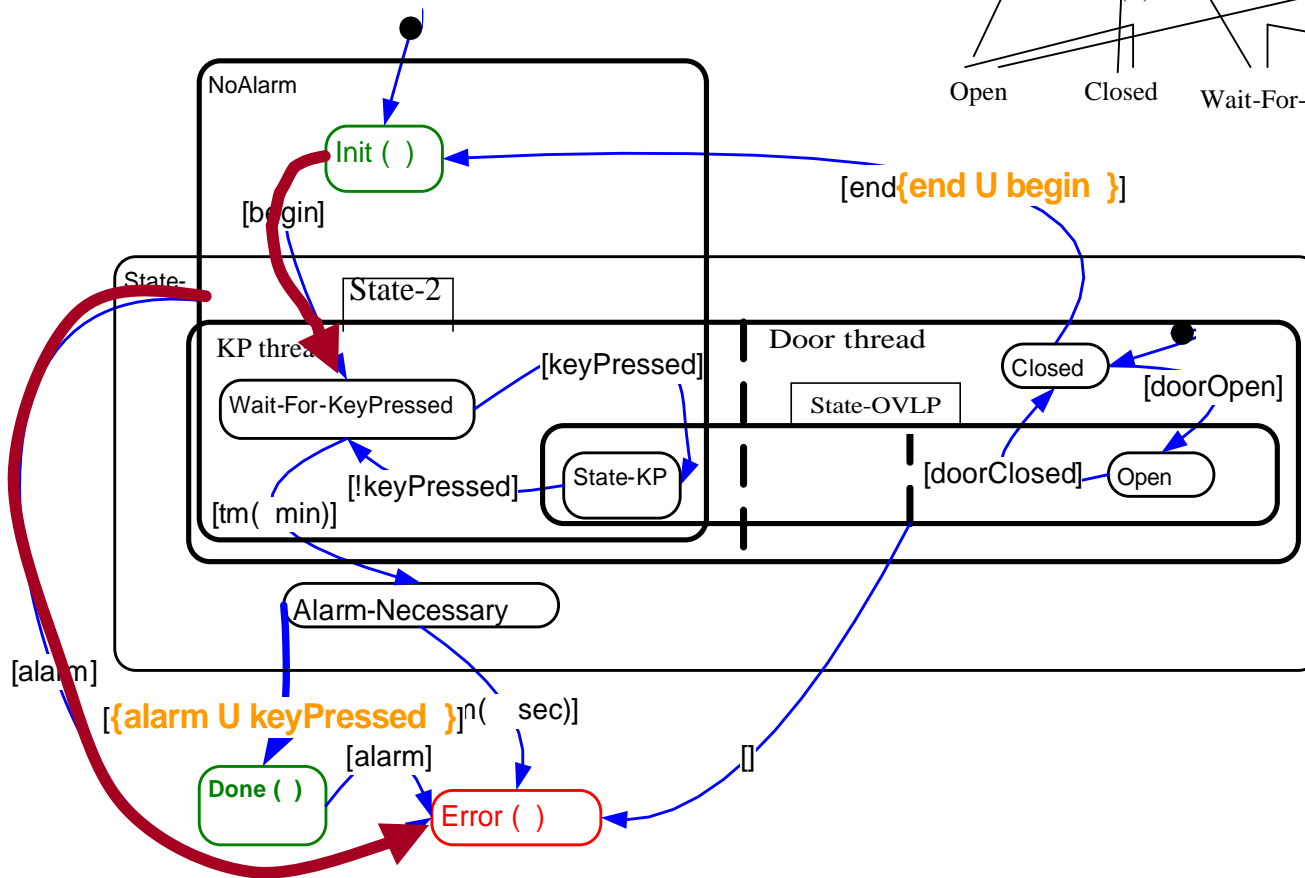 Open Closed Wait-For-
NoAlarm
Init ( )
[end{end U begin }]
[begin]
State-
State-2
KP threa
Door thread
[keyPressed]
Closed
[doorOpen]
Wait-For-KeyPressed
State-OVLP
[!keyPressed]
State-KP
[doorClosed]
Open
[tm( min)]
Alarm-Necessary
[alarm]
[{alarm U keyPressed }]
m( sec)]
[alarm]
[]
Done ( )
Error ( )